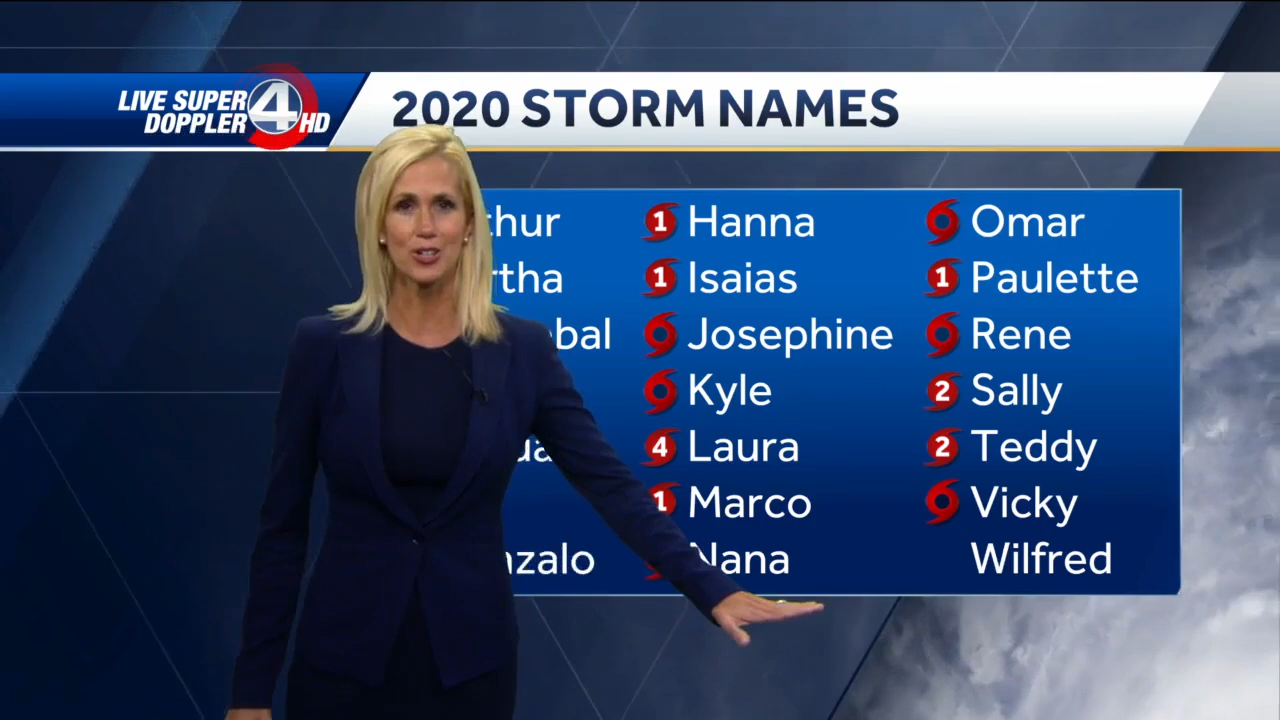 LIVE SUPER
DOPPLER 4 HD
2020 STORM NAMES
thur
rtha
bal
1 Hanna
1 Isaias
Josephine
Kyle
4 Laura
1 Marco
Nana
nzalo
Omar
1 Paulette
Rene
2 Sally
2 Teddy
Vicky
Wilfred